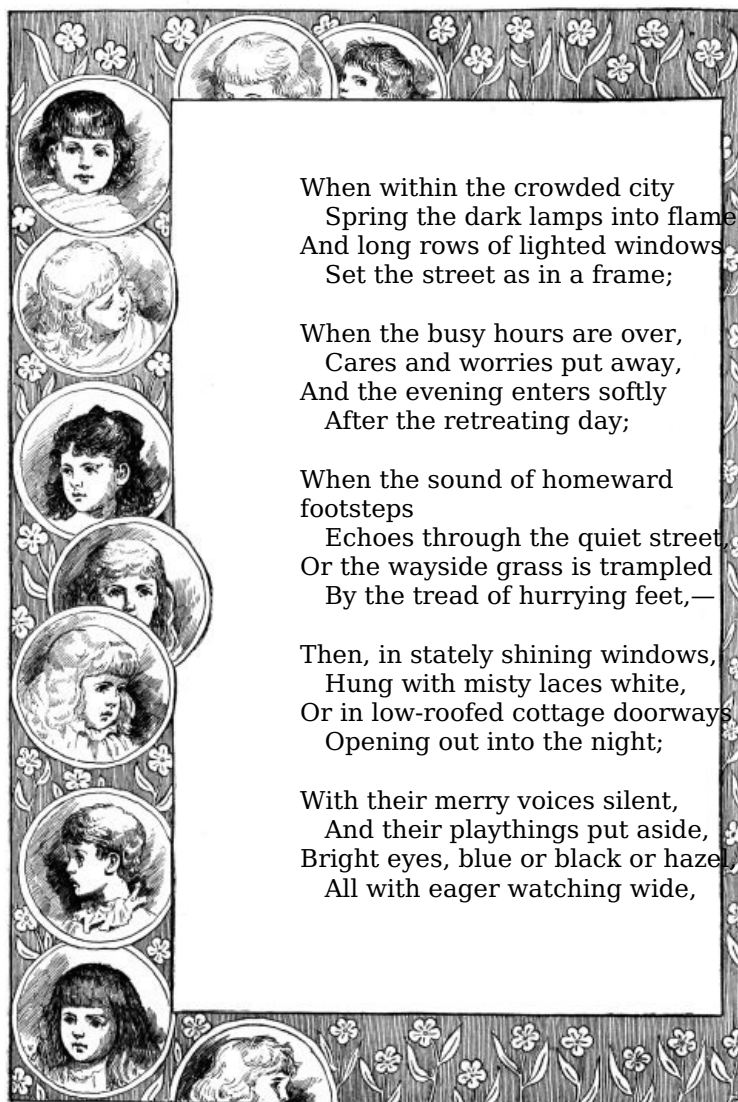 When within the crowded city
Spring the dark lamps into flame
And long rows of lighted windows
Set the street as in a frame;
When the busy hours are over,
Cares and worries put away,
And the evening enters softly
After the retreating day;
When the sound of homeward
footsteps
Echoes through the quiet street,
Or the wayside grass is trampled
By the tread of hurrying feet,—
Then, in stately shining windows,
Hung with misty laces white,
Or in low-roofed cottage doorways
Opening out into the night;
With their merry voices silent,
And their playthings put aside,
Bright eyes, blue or black or hazel,
All with eager watching wide,